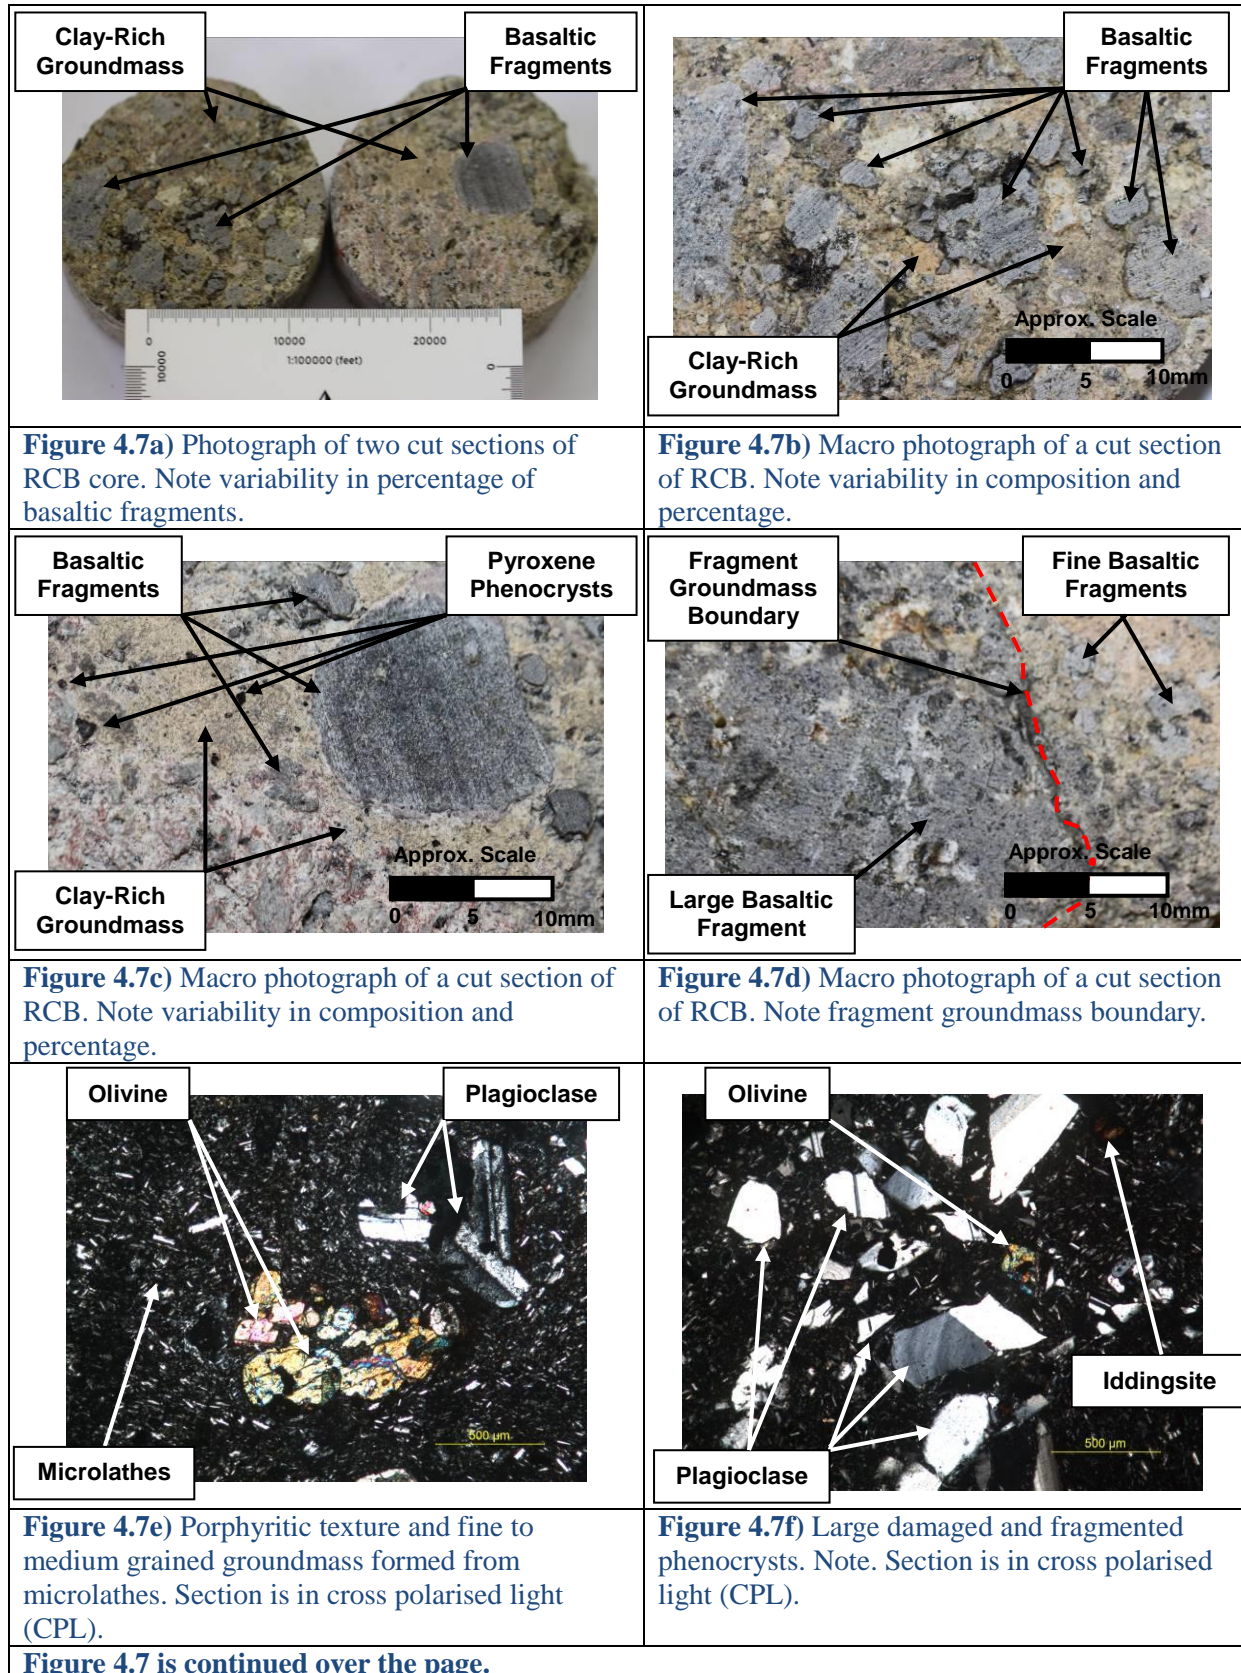 Clay-Rich
Groundmass
Basaltic
Fragments
0 10000 20000
1:100000 (feet)
10000
0
Figure 4.7a) Photograph of two cut sections of
RCB core. Note variability in percentage of
basaltic fragments.
Basaltic
Fragments
Approx. Scale
0 5 10mm
Clay-Rich
Groundmass
Figure 4.7b) Macro photograph of a cut section
of RCB. Note variability in composition and
percentage.
Basaltic
Fragments
Pyroxene
Phenocrysts
Approx. Scale
0 5 10mm
Clay-Rich
Groundmass
Figure 4.7c) Macro photograph of a cut section of
RCB. Note variability in composition and
percentage.
Fragment
Groundmass
Boundary
Fine Basaltic
Fragments
Approx. Scale
0 5 10mm
Large Basaltic
Fragment
Figure 4.7d) Macro photograph of a cut section
of RCB. Note fragment groundmass boundary.
Olivine
Plagioclase
500 µm
Microlathes
Figure 4.7e) Porphyritic texture and fine to
medium grained groundmass formed from
microlathes. Section is in cross polarised light
(CPL).
Olivine
Iddingsite
500 µm
Plagioclase
Figure 4.7f) Large damaged and fragmented
phenocrysts. Note. Section is in cross polarised
light (CPL).
Figure 4.7 is continued over the page.